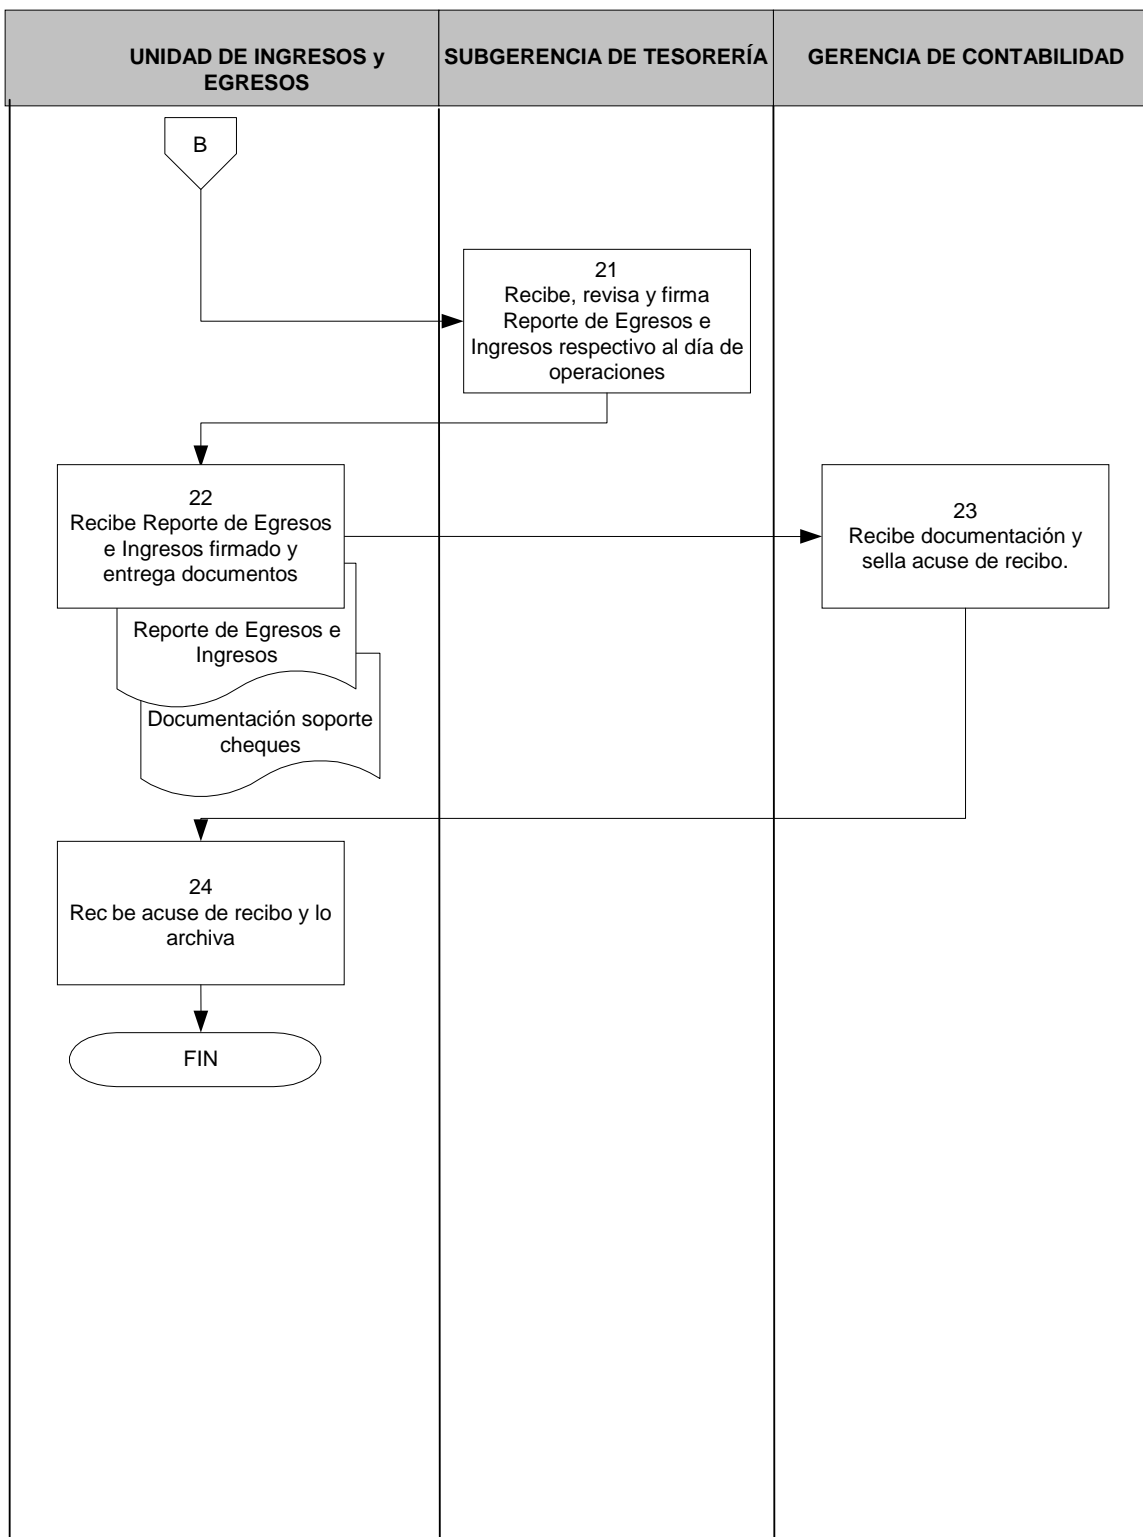 UNIDAD DE INGRESOS y
EGRESOS
SUBGERENCIA DE TESORERÍA
GERENCIA DE CONTABILIDAD
B
21
Recibe, revisa y firma
Reporte de Egresos e
Ingresos respectivo al día de
operaciones
22
Recibe Reporte de Egresos
e Ingresos firmado y
entrega documentos
23
Recibe documentación y
sella acuse de recibo.
Reporte de Egresos e
Ingresos
Documentación soporte
cheques
24
Rec be acuse de recibo y lo
archiva
FIN